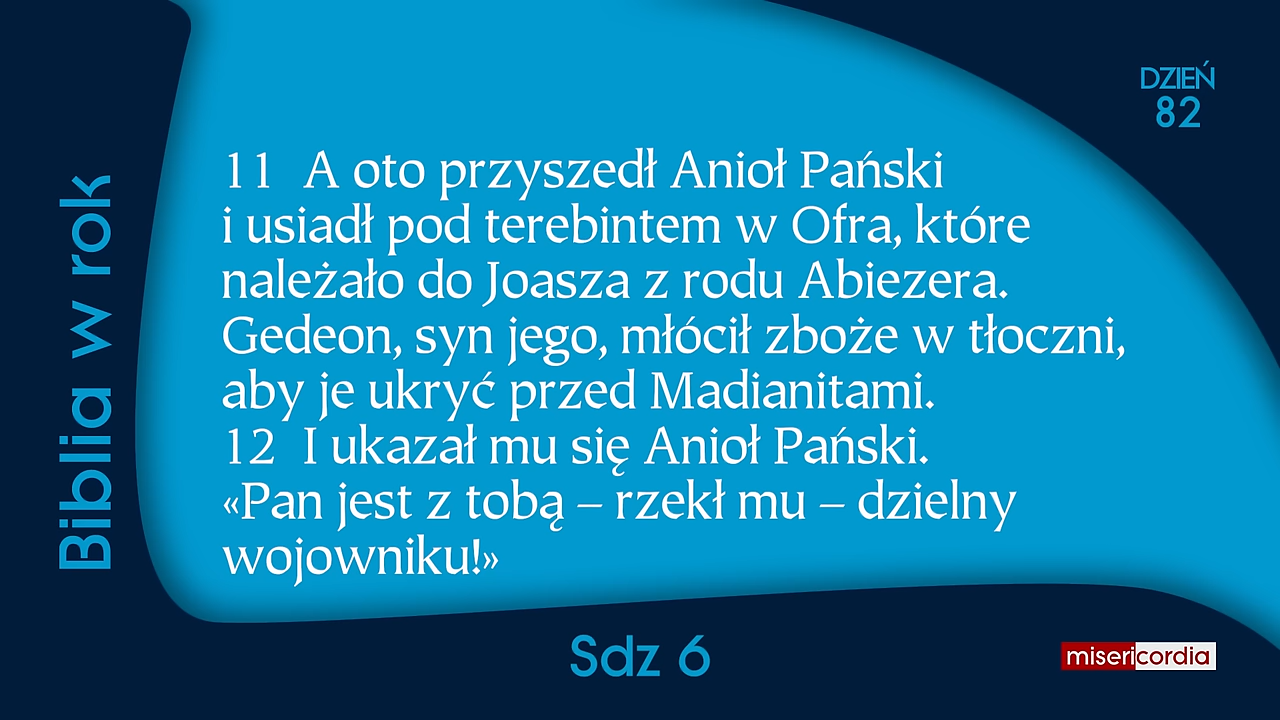 DZIEŃ
82
Biblia w rok
11 A oto przyszedł Anioł Pański
i usiadł pod terebintem w Ofra, które
należało do Joasza z rodu Abiezera.
Gedeon, syn jego, młócił zboże w tłoczni,
aby je ukryć przed Madianitami.
12 I ukazał mu się Anioł Pański.
«Pan jest z tobą – rzekł mu – dzielny
wojowniku!»
Sdz 6
misericordia